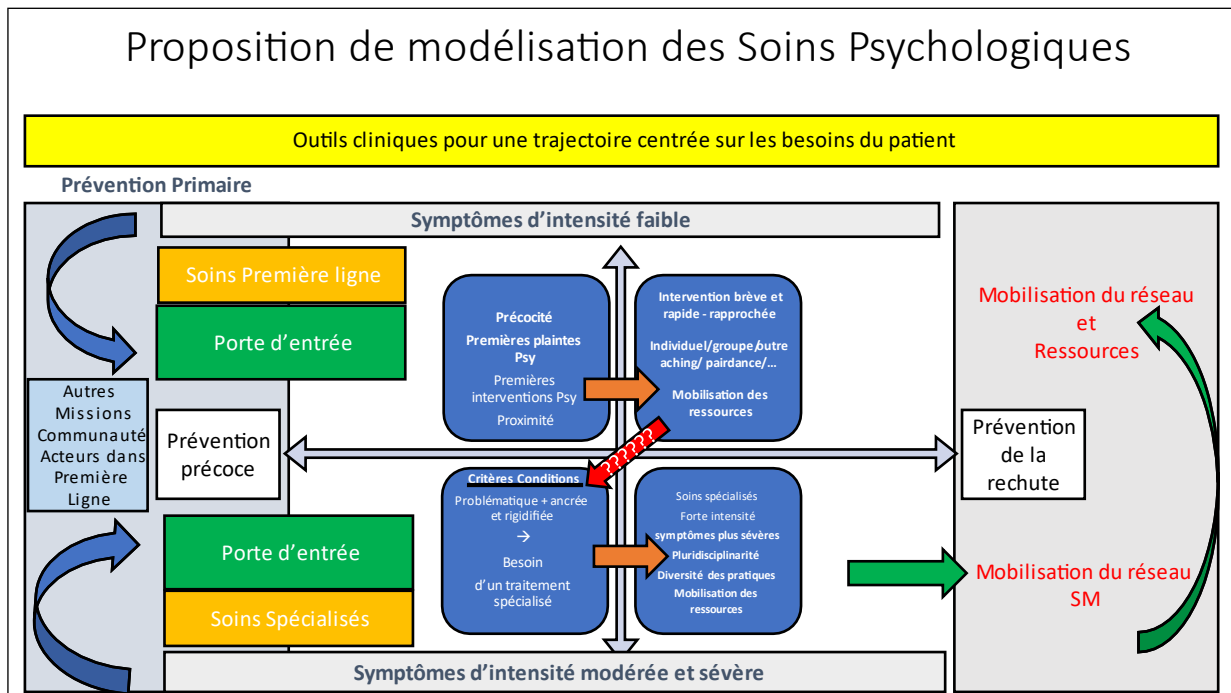 Proposition de modélisation des Soins Psychologiques
Outils cliniques pour une trajectoire centrée sur les besoins du patient
Prévention Primaire
Symptômes d’intensité faible
Soins Première ligne
Porte d’entrée
Autres
Missions
Communauté
Acteurs dans
Première
Ligne
Prévention
précoce
Porte d’entrée
Soins Spécialisés
Précocité
Premières plaintes
Psy
Premières
interventions Psy
Proximité
Intervention brève et
rapide - rapprochée
Individuel/groupe/outre
aching/ pairdance/...
Mobilisation des
ressources
??????
Critères Conditions
Problématique + ancrée
et rigidifiée
→
Besoin
d’un traitement
spécialisé
Soins spécialisés
Forte intensité
symptômes plus sévères
Pluridisciplinarité
Diversité des pratiques
Mobilisation des
ressources
Symptômes d’intensité modérée et sévère
Mobilisation du réseau
et
Ressources
Prévention
de la
rechute
Mobilisation du réseau
SM